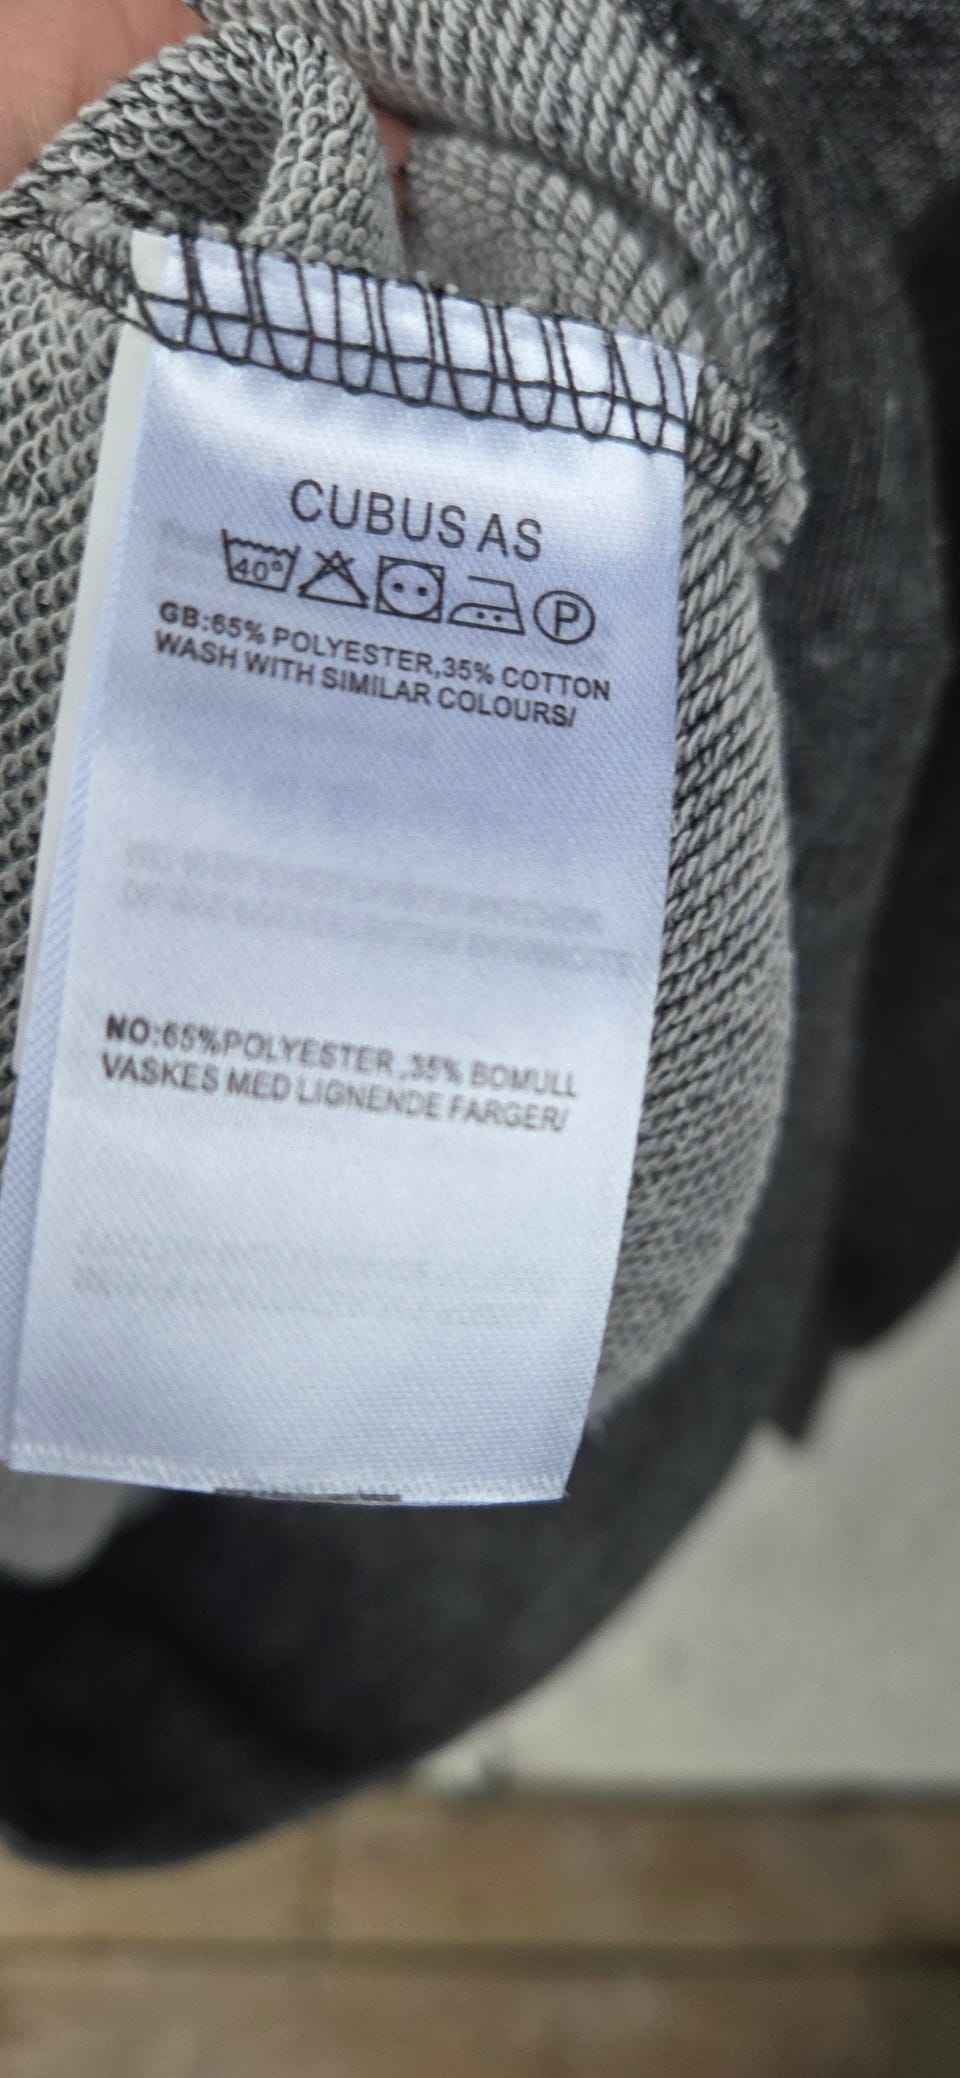 CUBUS AS
40° P
GB:65% POLYESTER,35% COTTON
WASH WITH SIMILAR COLOURS/
NO:65%POLYESTER,35% BOMULL
VASKES MED LIGNENDE FARGER/